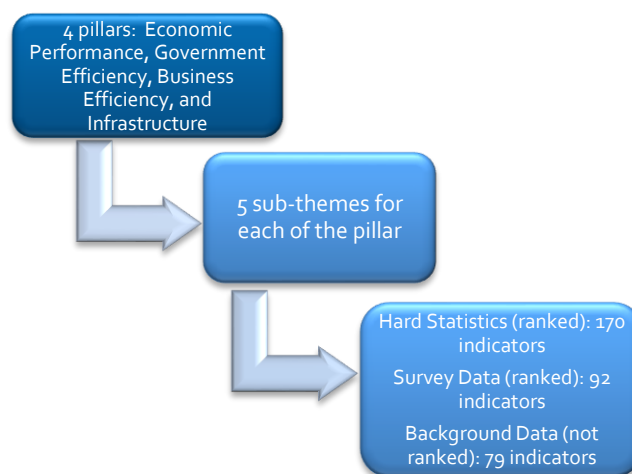 4 pillars:  Economic
Performance, Government
Efficiency, Business
Efficiency, and
Infrastructure
5 sub-themes for
each of the pillar
Hard Statistics (ranked): 170
indicators
Survey Data (ranked): 92
indicators
Background Data (not
ranked): 79 indicators